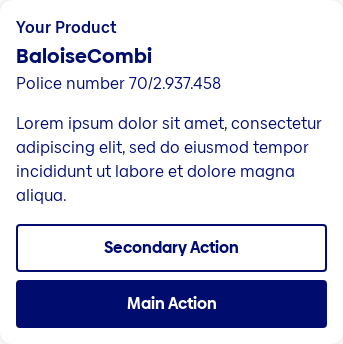 Your Product
BaloiseCombi
Police number 70/2.937.458
Lorem ipsum dolor sit amet, consectetur
adipiscing elit, sed do eiusmod tempor
incididunt ut labore et dolore magna
aliqua.
Secondary Action
Main Action